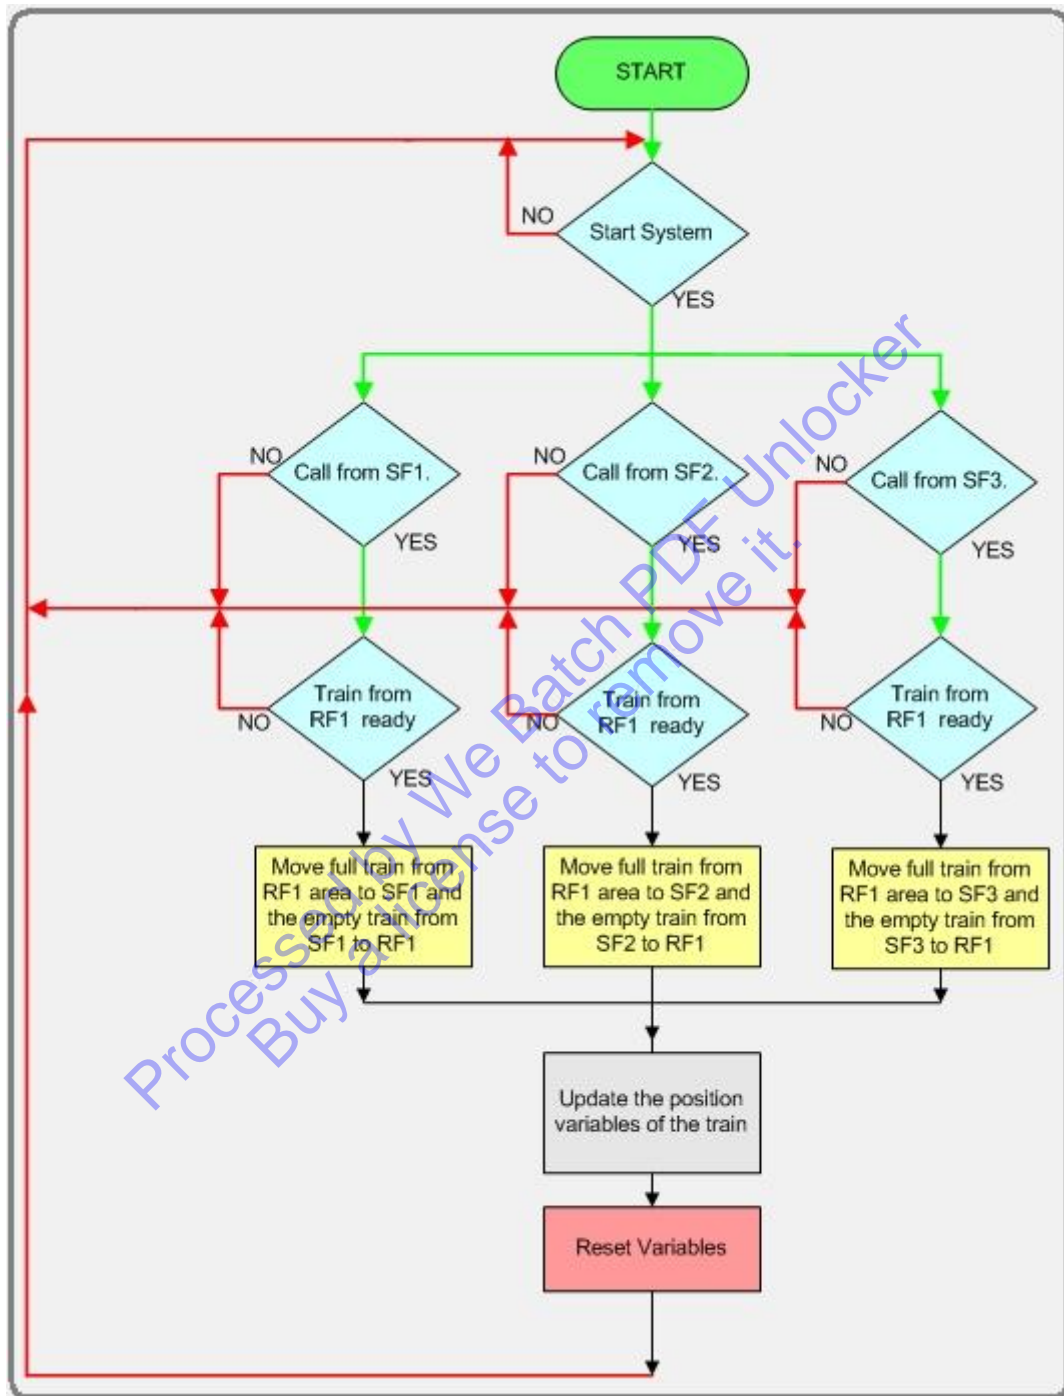 START
NO
Start System
YES
NO
Call from SF1.
YES
NO
Call from SF2.
YES
NO
Call from SF3.
YES
Train from
RF1 ready
NO
YES
Train from
RF1 ready
NO
YES
Train from
RF1 ready
NO
YES
Move full train from
RF1 area to SF1 and
the empty train from
SF1 to RF1
Move full train from
RF1 area to SF2 and
the empty train from
SF2 to RF1
Move full train from
RF1 area to SF3 and
the empty train from
SF3 to RF1
Update the position
variables of the train
Reset Variables
Processed by We Batch PDF Unlocker
Buy a license to remove it.